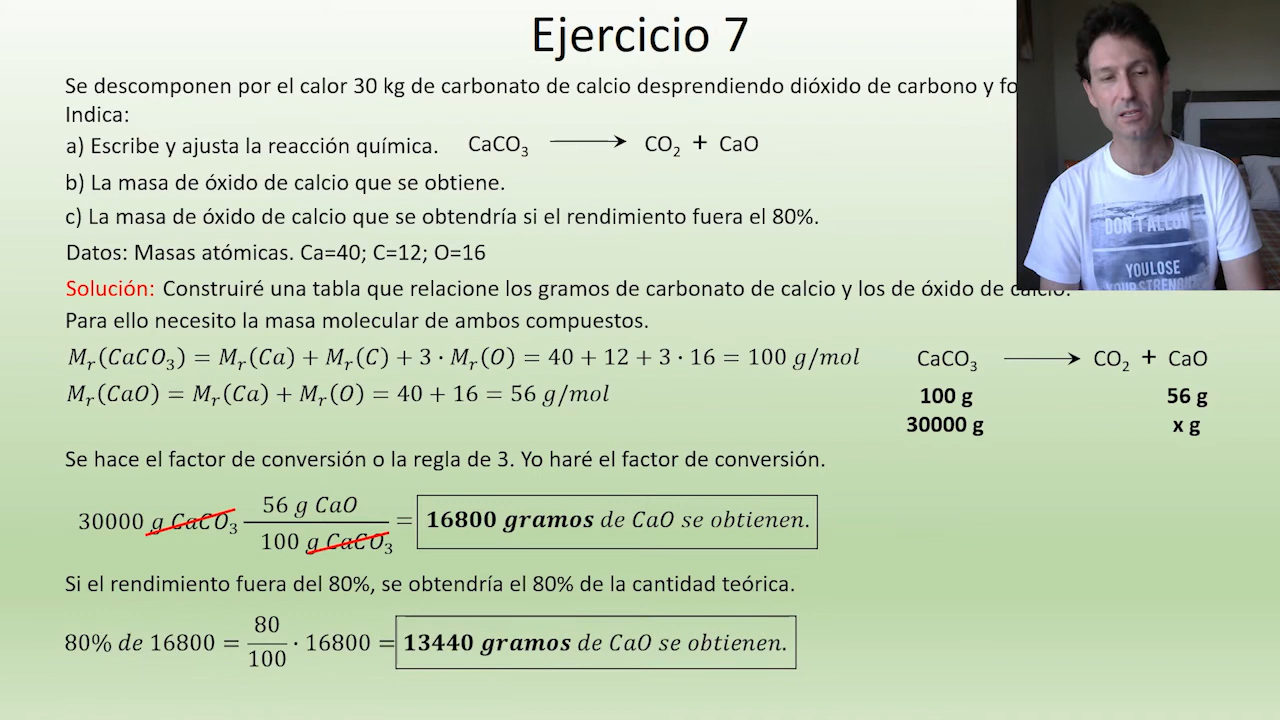 Ejercicio 7
Se descomponen por el calor 30 kg de carbonato de calcio desprendiendo dióxido de carbono y
Indica:
a) Escribe y ajusta la reacción química. CaCO₃ ⟶ CO₂ + CaO
b) La masa de óxido de calcio que se obtiene.
c) La masa de óxido de calcio que se obtendría si el rendimiento fuera el 80%.
Datos: Masas atómicas. Ca=40; C=12; O=16
Solución: Construiré una tabla que relacione los gramos de carbonato de calcio y los de óxido de calcio.
Para ello necesito la masa molecular de ambos compuestos.
Mᵣ(CaCO₃) = Mᵣ(Ca) + Mᵣ(C) + 3 · Mᵣ(O) = 40 + 12 + 3 · 16 = 100 g/mol
Mᵣ(CaO) = Mᵣ(Ca) + Mᵣ(O) = 40 + 16 = 56 g/mol
CaCO₃ ⟶ CO₂ + CaO
100 g 56 g
30000 g x g
Se hace el factor de conversión o la regla de 3. Yo haré el factor de conversión.
30000 g CaCO₃ 56 g CaO / 100 g CaCO₃ = 16800 gramos de CaO se obtienen.
Si el rendimiento fuera del 80%, se obtendría el 80% de la cantidad teórica.
80% de 16800 = 80/100 · 16800 = 13440 gramos de CaO se obtienen.
DON'T ALLOW
YOU LOSE
YOUR STRENGTH